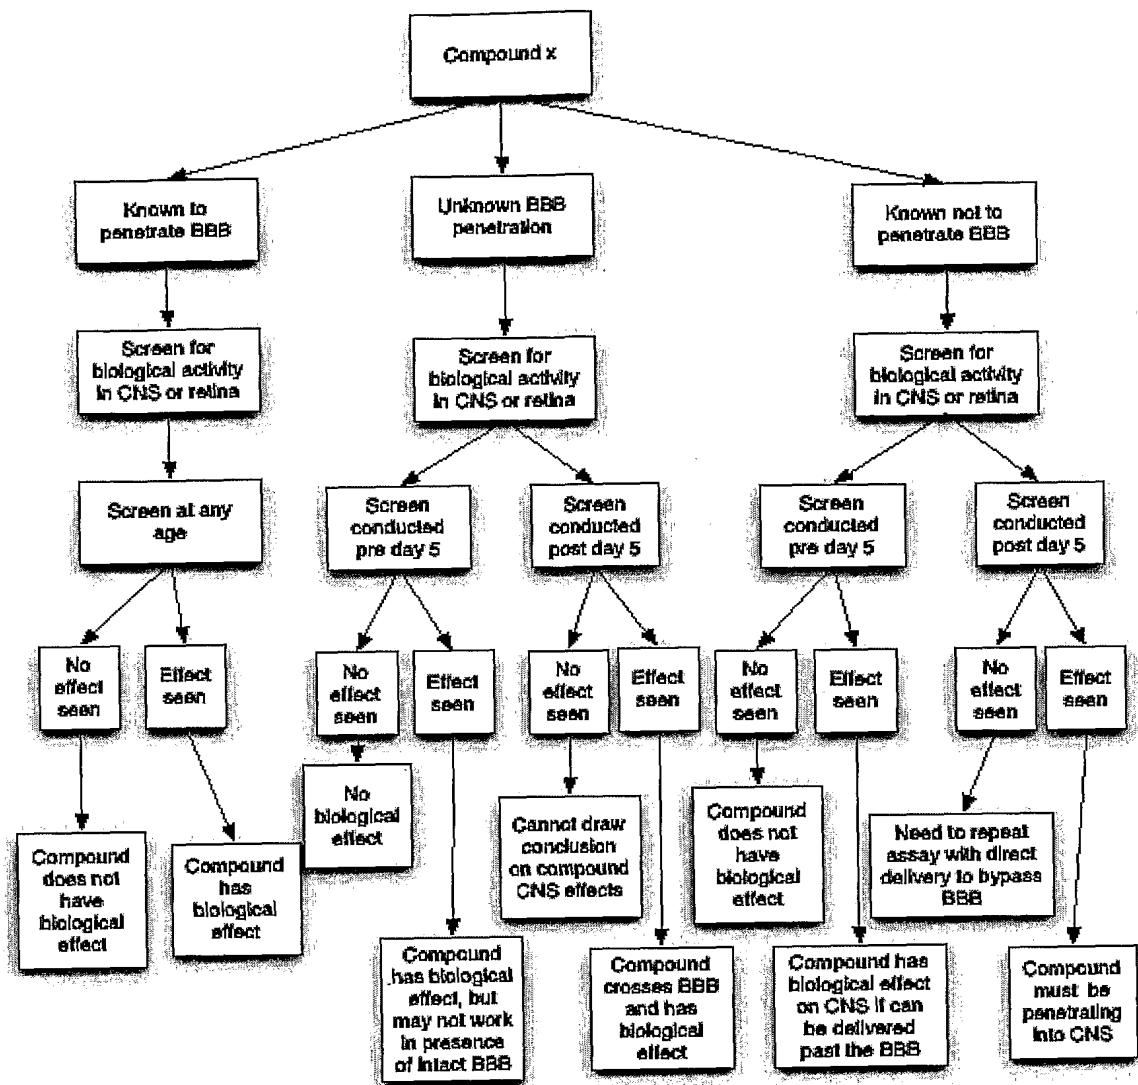 Compound x
Known to
penetrate BBB
Unknown BBB
penetration
Known not to
penetrate BBB
Screen for
biological activity
in CNS or retina
Screen for
biological activity
in CNS or retina
Screen for
biological activity
in CNS or retina
Screen at any
age
Screen
conducted
pre day 5
Screen
conducted
post day 5
Screen
conducted
pre day 5
Screen
conducted
post day 5
No
effect
seen
Effect
seen
No
effect
seen
Effect
seen
No
effect
seen
Effect
seen
No
effect
seen
Effect
seen
No
effect
seen
Effect
seen
Compound
does not
have
biological
effect
Compound
has
biological
effect
No
biological
effect
Compound
has biological
effect, but
may not work
in presence
of intact BBB
Cannot draw
conclusion
on compound
CNS effects
Compound
crosses BBB
and has
biological
effect
Compound
does not
have
biological
effect
Compound has
biological effect
on CNS if can
be delivered
past the BBB
Need to repeat
assay with direct
delivery to bypass
BBB
Compound
must be
penetrating
into CNS